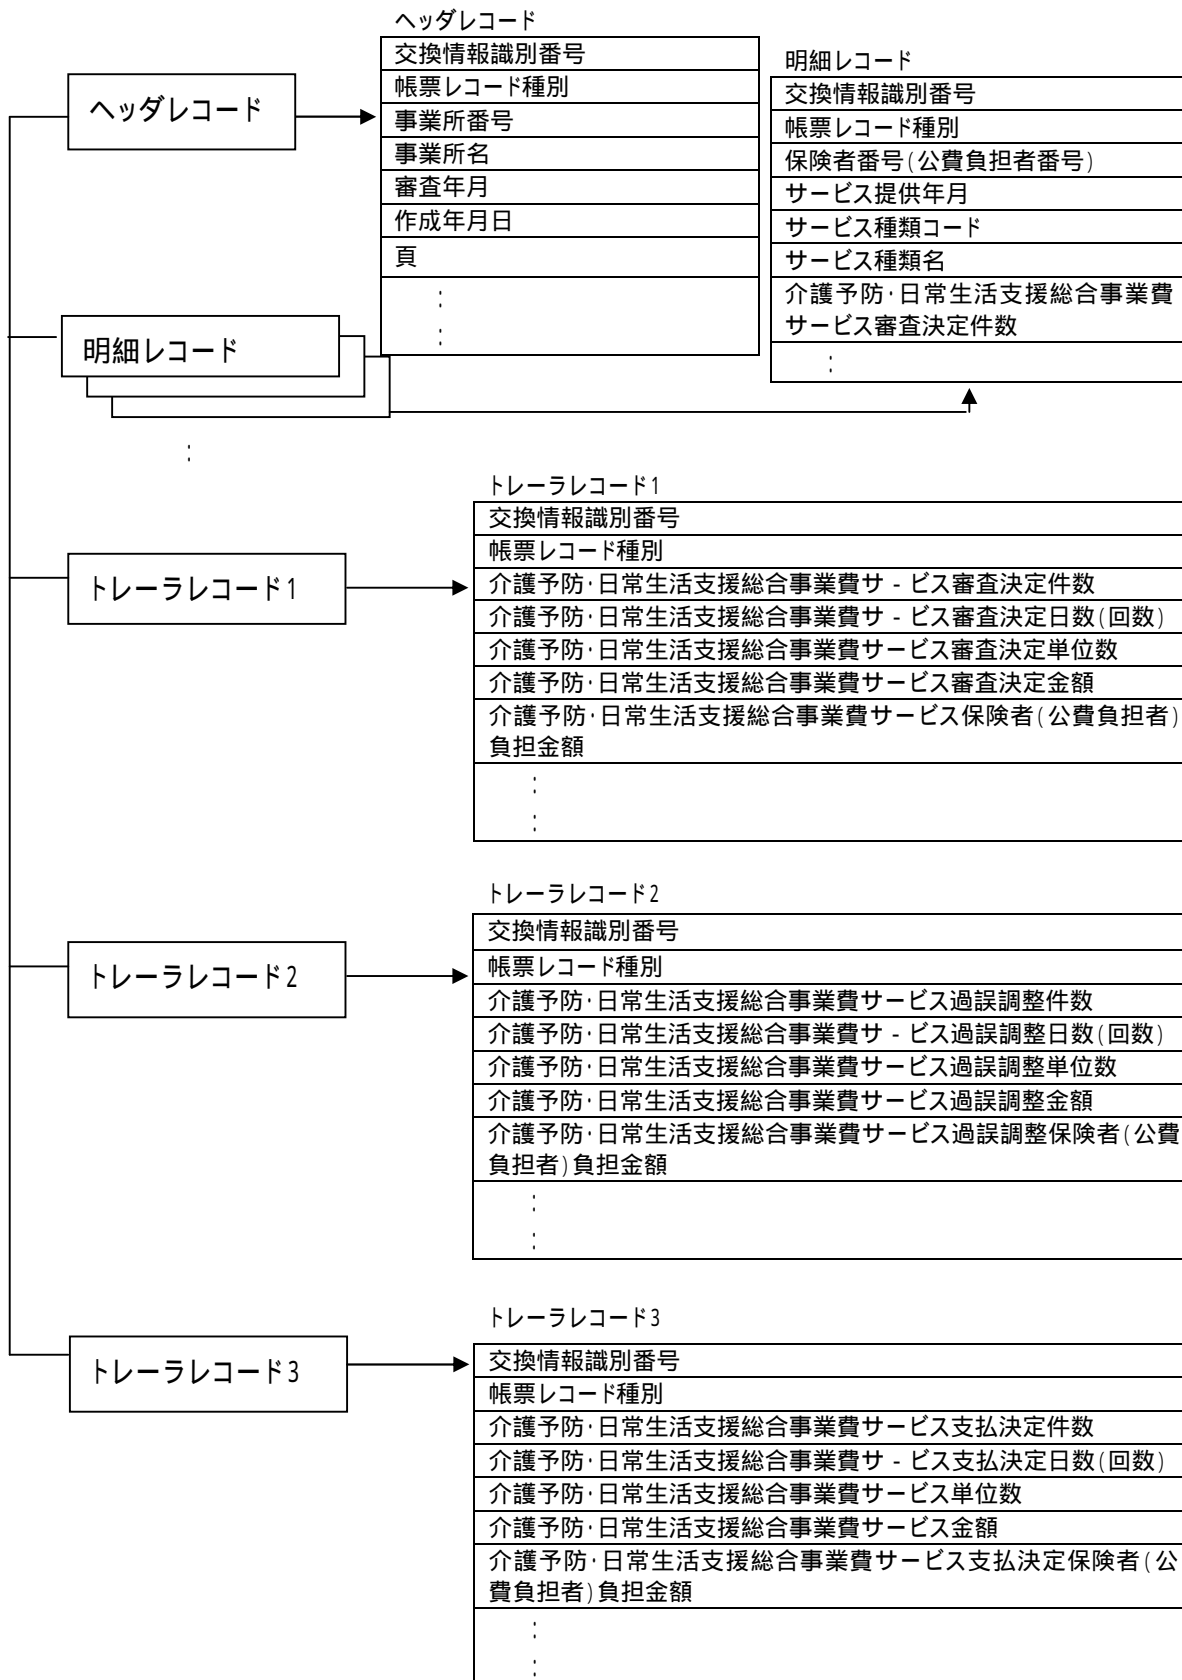 ヘッダレコード
ヘッダレコード
交換情報識別番号
帳票レコード種別
事業所番号
事業所名
審査年月
作成年月日
頁
:
:
明細レコード
:
明細レコード
交換情報識別番号
帳票レコード種別
保険者番号(公費負担者番号)
サービス提供年月
サービス種類コード
サービス種類名
介護予防・日常生活支援総合事業費
サービス審査決定件数
:
トレーラレコード1
トレーラレコード1
交換情報識別番号
帳票レコード種別
介護予防・日常生活支援総合事業費サ‐ビス審査決定件数
介護予防・日常生活支援総合事業費サ‐ビス審査決定日数(回数)
介護予防・日常生活支援総合事業費サービス審査決定単位数
介護予防・日常生活支援総合事業費サービス審査決定金額
介護予防・日常生活支援総合事業費サービス保険者(公費負担者)
負担金額
:
:
トレーラレコード2
トレーラレコード2
交換情報識別番号
帳票レコード種別
介護予防・日常生活支援総合事業費サービス過誤調整件数
介護予防・日常生活支援総合事業費サ‐ビス過誤調整日数(回数)
介護予防・日常生活支援総合事業費サービス過誤調整単位数
介護予防・日常生活支援総合事業費サービス過誤調整金額
介護予防・日常生活支援総合事業費サービス過誤調整保険者(公費
負担者)負担金額
:
:
トレーラレコード3
トレーラレコード3
交換情報識別番号
帳票レコード種別
介護予防・日常生活支援総合事業費サービス支払決定件数
介護予防・日常生活支援総合事業費サ‐ビス支払決定日数(回数)
介護予防・日常生活支援総合事業費サービス単位数
介護予防・日常生活支援総合事業費サービス金額
介護予防・日常生活支援総合事業費サービス支払決定保険者(公
費負担者)負担金額
:
: